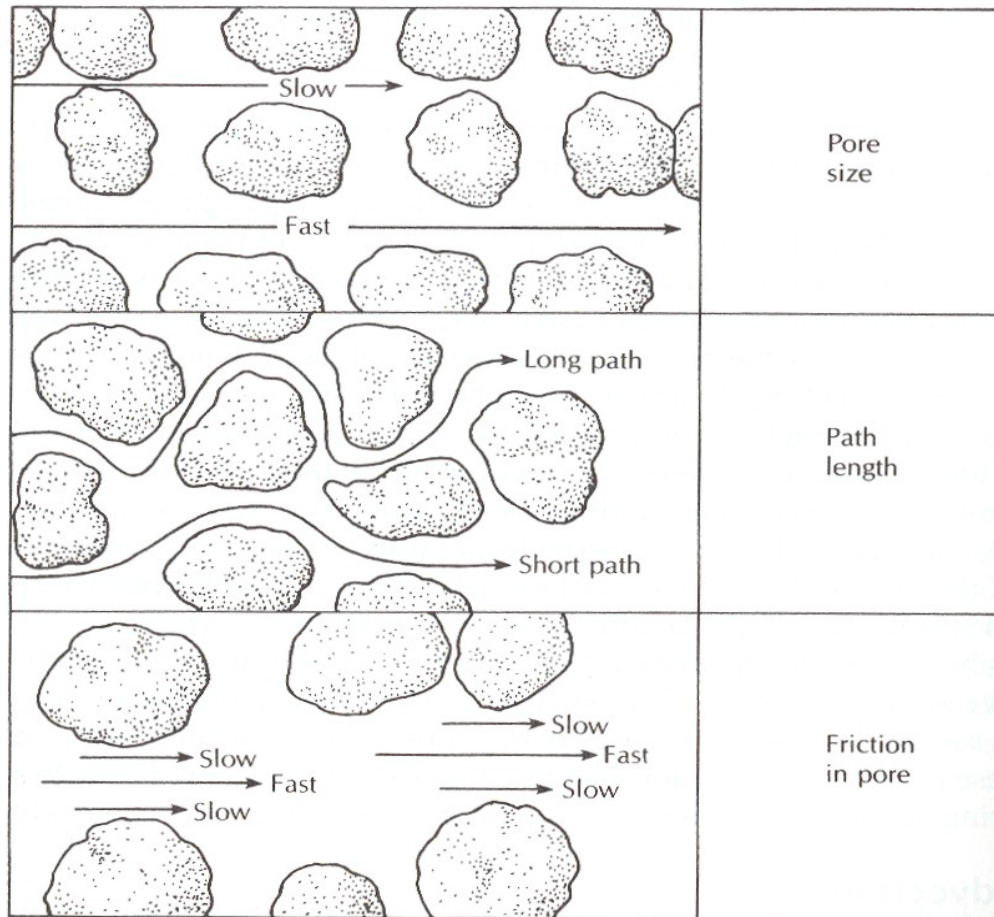 Slow
Fast
Pore
size
Long path
Short path
Path
length
Slow
Fast
Slow
Slow
Fast
Slow
Friction
in pore
dvection